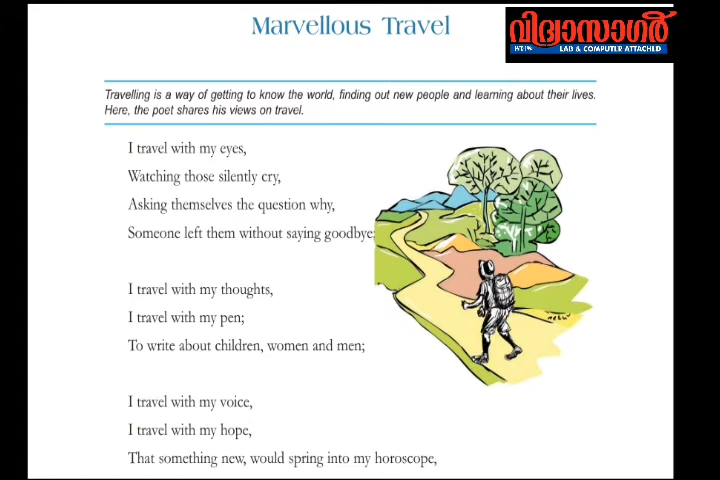 Marvellous Travel
വിദ്യാസാഗർ
LAB & COMPUTER ATTACHED
Travelling is a way of getting to know the world, finding out new people and learning about their lives.
Here, the poet shares his views on travel.
I travel with my eyes,
Watching those silently cry,
Asking themselves the question why,
Someone left them without saying goodbye;
I travel with my thoughts,
I travel with my pen;
To write about children, women and men;
I travel with my voice,
I travel with my hope,
That something new, would spring into my horoscope,